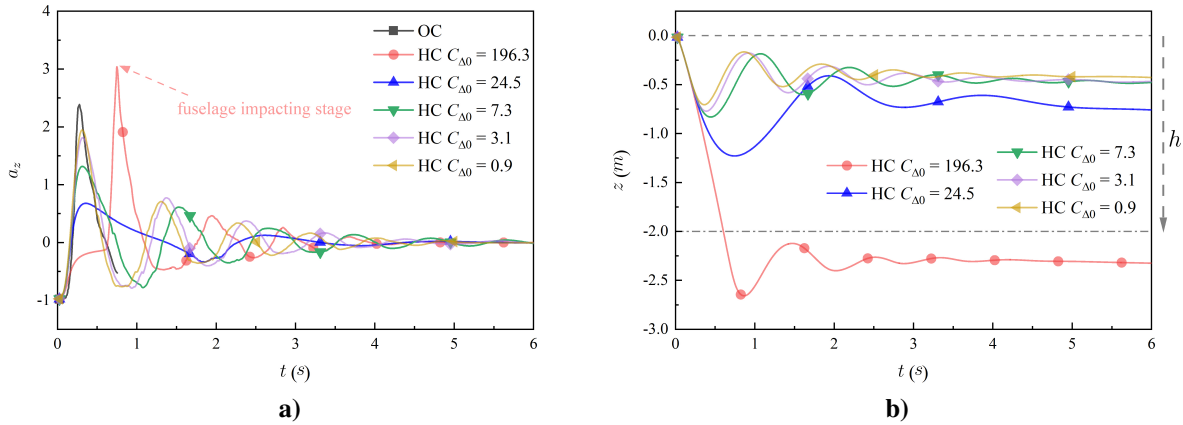 4
3
2
1
0
-1
-2
a_z
OC
HC C_Δ0 = 196.3
HC C_Δ0 = 24.5
HC C_Δ0 = 7.3
HC C_Δ0 = 3.1
HC C_Δ0 = 0.9
fuselage impacting stage
0 1 2 3 4 5 6
t (s)
a)
0.0
-0.5
-1.0
-1.5
-2.0
-2.5
-3.0
z (m)
HC C_Δ0 = 196.3
HC C_Δ0 = 24.5
HC C_Δ0 = 7.3
HC C_Δ0 = 3.1
HC C_Δ0 = 0.9
h
0 1 2 3 4 5 6
t (s)
b)